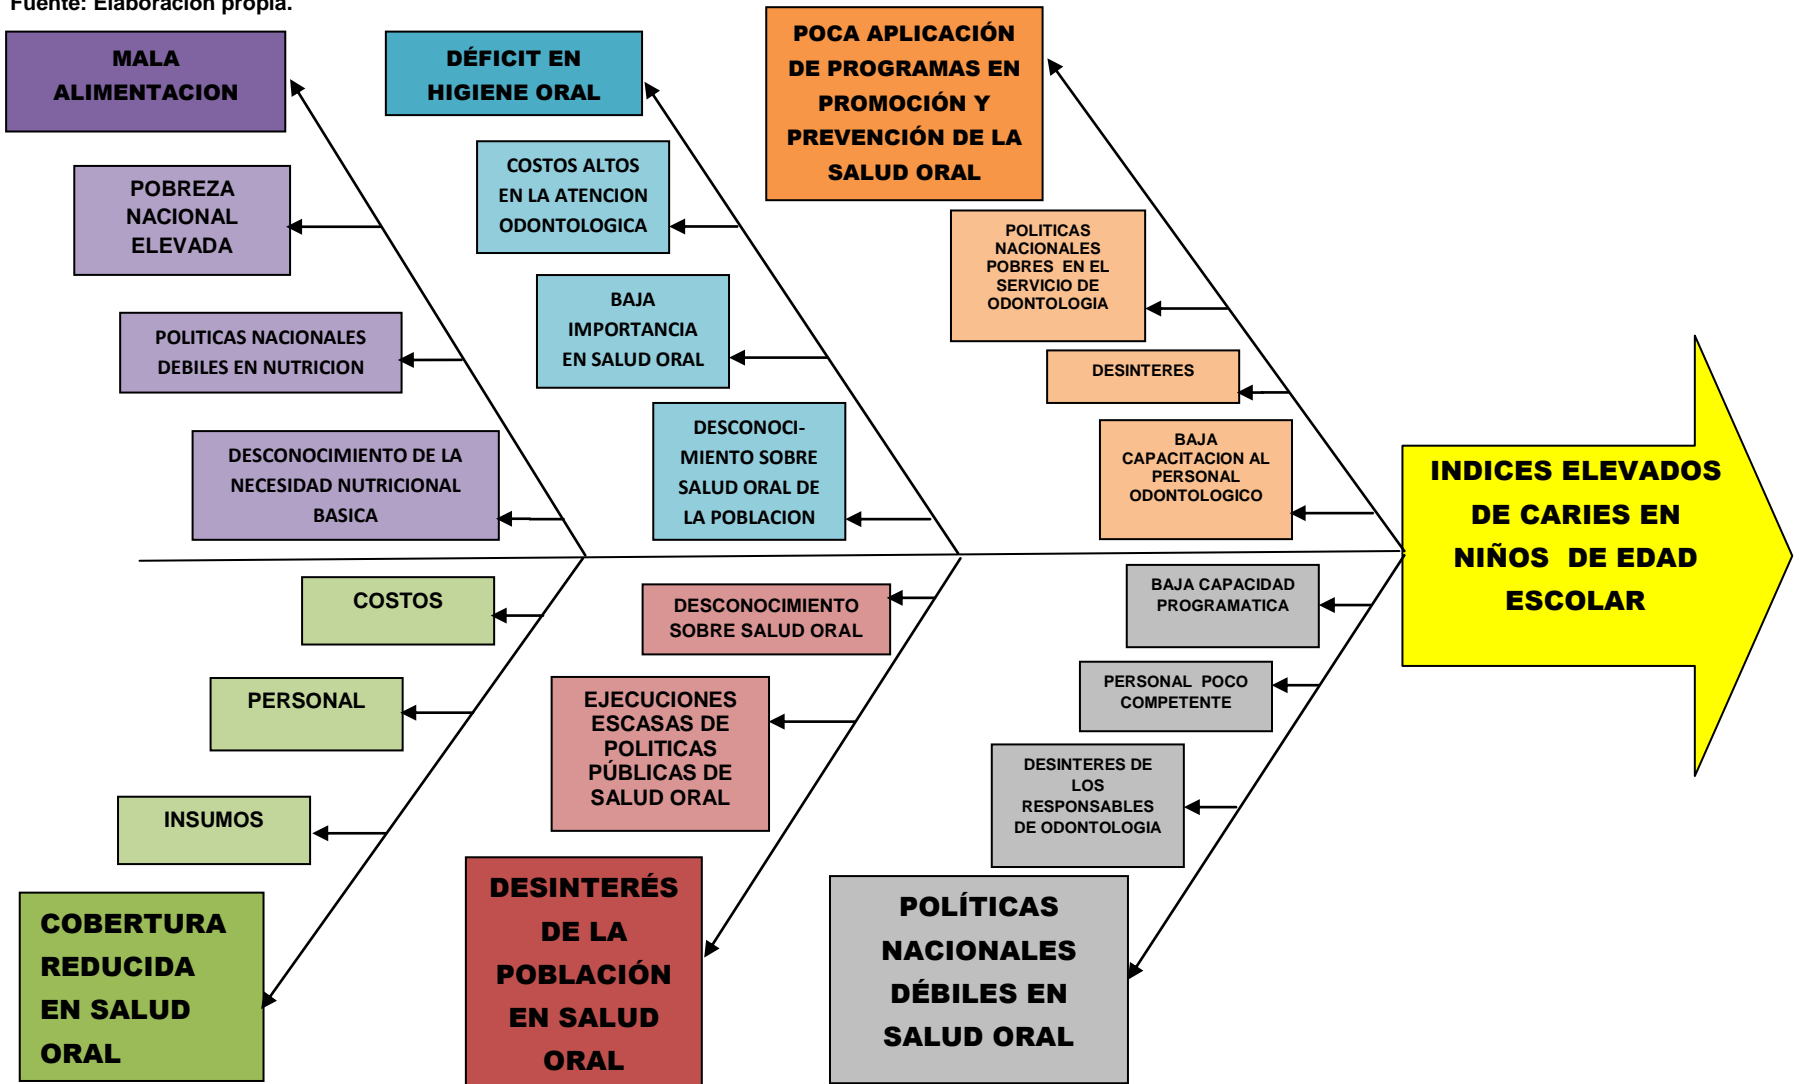 Fuente: Elaboración propia.
MALA
ALIMENTACION
POBREZA
NACIONAL
ELEVADA
POLITICAS NACIONALES
DEBILES EN NUTRICION
DESCONOCIMIENTO DE LA
NECESIDAD NUTRICIONAL
BASICA
DÉFICIT EN
HIGIENE ORAL
COSTOS ALTOS
EN LA ATENCION
ODONTOLOGICA
BAJA
IMPORTANCIA
EN SALUD ORAL
DESCONOCI-
MIENTO SOBRE
SALUD ORAL DE
LA POBLACION
POCA APLICACIÓN
DE PROGRAMAS EN
PROMOCIÓN Y
PREVENCIÓN DE LA
SALUD ORAL
POLITICAS
NACIONALES
POBRES EN EL
SERVICIO DE
ODONTOLOGIA
DESINTERES
BAJA
CAPACITACION AL
PERSONAL
ODONTOLOGICO
INDICES ELEVADOS
DE CARIES EN
NIÑOS DE EDAD
ESCOLAR
COSTOS
PERSONAL
INSUMOS
COBERTURA
REDUCIDA
EN SALUD
ORAL
DESCONOCIMIENTO
SOBRE SALUD ORAL
EJECUCIONES
ESCASAS DE
POLITICAS
PÚBLICAS DE
SALUD ORAL
DESINTERÉS
DE LA
POBLACIÓN
EN SALUD
ORAL
BAJA CAPACIDAD
PROGRAMATICA
PERSONAL POCO
COMPETENTE
DESINTERES DE
LOS
RESPONSABLES
DE ODONTOLOGIA
POLÍTICAS
NACIONALES
DÉBILES EN
SALUD ORAL